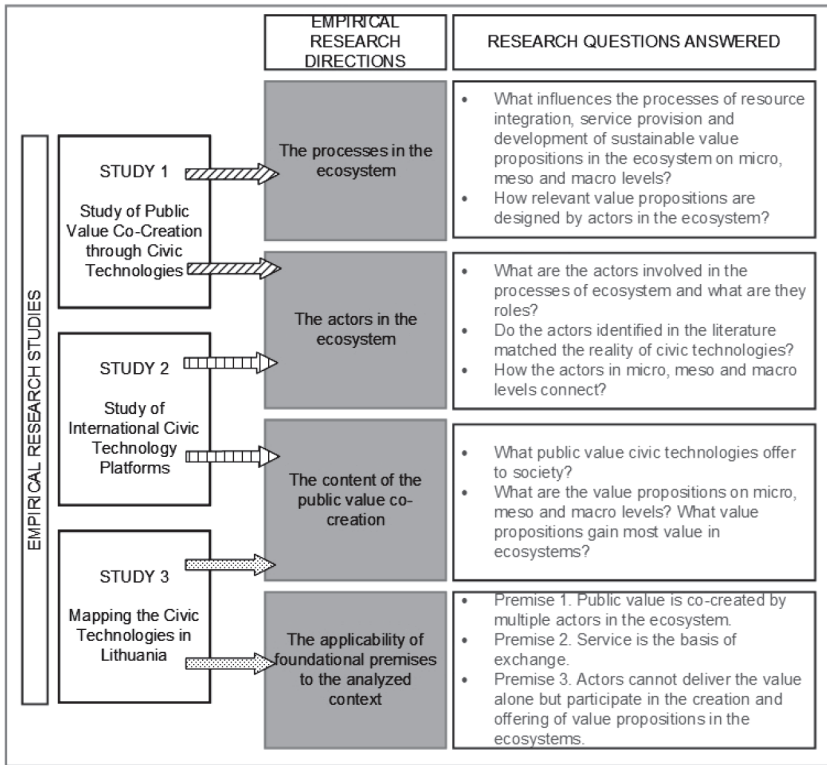 EMPIRICAL
RESEARCH
DIRECTIONS
RESEARCH QUESTIONS ANSWERED
EMPIRICAL RESEARCH STUDIES
STUDY 1
Study of Public
Value Co-Creation
through Civic
Technologies
STUDY 2
Study of
International Civic
Technology
Platforms
STUDY 3
Mapping the Civic
Technologies in
Lithuania
The processes in the
ecosystem
• What influences the processes of resource
integration, service provision and
development of sustainable value
propositions in the ecosystem on micro,
meso and macro levels?
• How relevant value propositions are
designed by actors in the ecosystem?
The actors in the
ecosystem
• What are the actors involved in the
processes of ecosystem and what are they
roles?
• Do the actors identified in the literature
matched the reality of civic technologies?
• How the actors in micro, meso and macro
levels connect?
The content of the
public value co-
creation
• What public value civic technologies offer
to society?
• What are the value propositions on micro,
meso and macro levels? What value
propositions gain most value in
ecosystems?
The applicability of
foundational premises
to the analyzed
context
• Premise 1. Public value is co-created by
multiple actors in the ecosystem.
• Premise 2. Service is the basis of
exchange.
• Premise 3. Actors cannot deliver the value
alone but participate in the creation and
offering of value propositions in the
ecosystems.